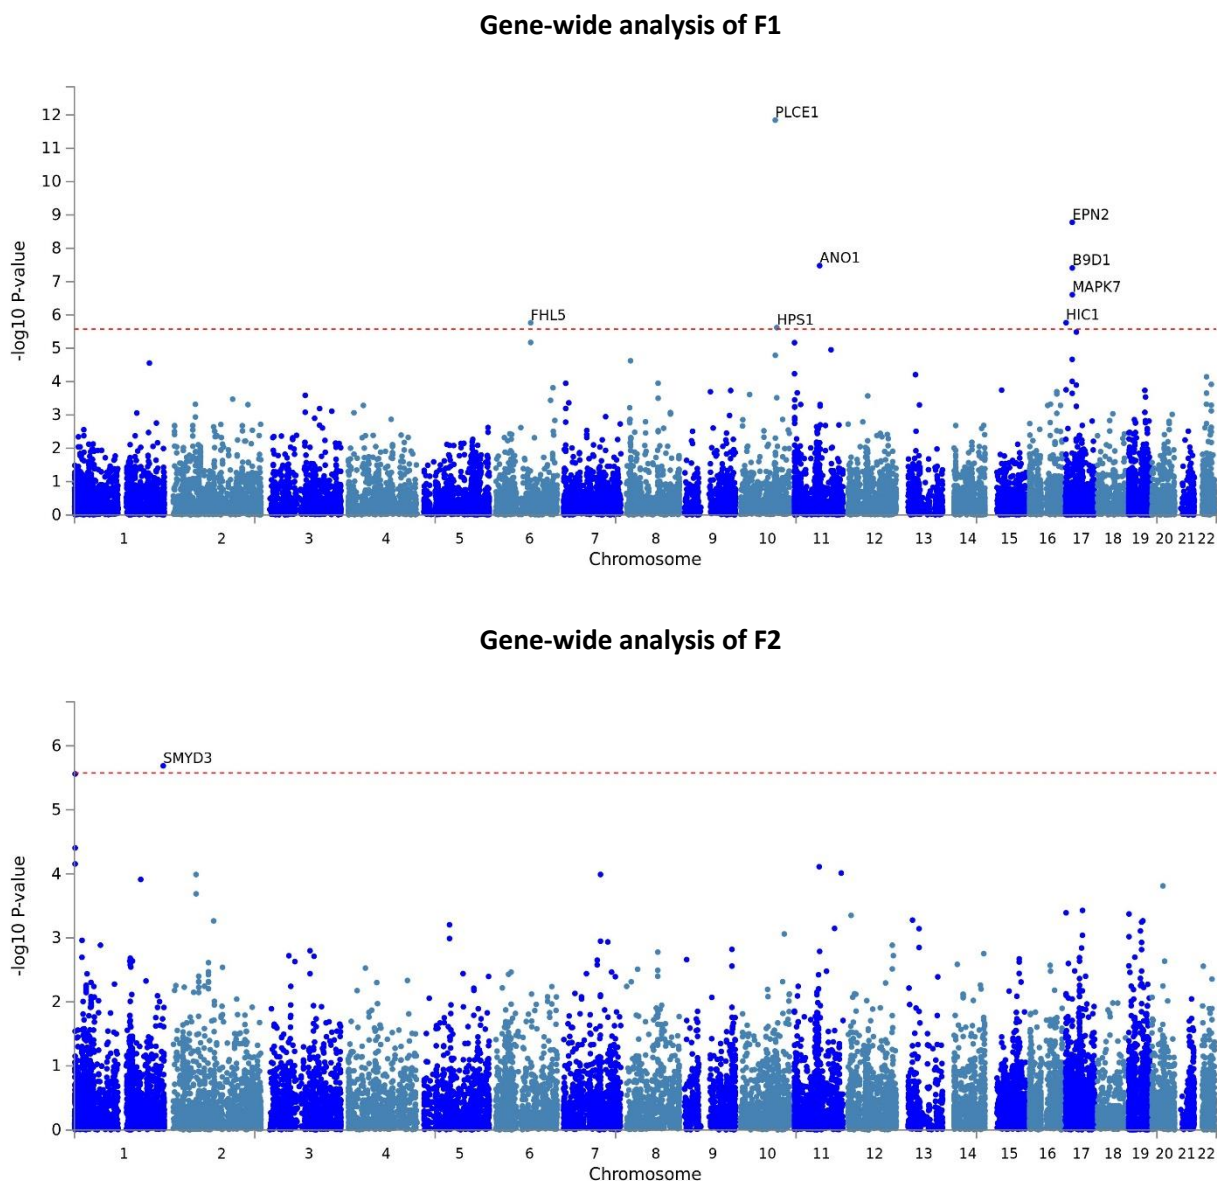 Gene-wide analysis of F1
-log10 P-value
12
11
10
9
8
7
6
5
4
3
2
1
0
PLCE1
EPN2
ANO1
B9D1
MAPK7
FHL5
HPS1
HIC1
1 2 3 4 5 6 7 8 9 10 11 12 13 14 15 16 17 18 19 20 21 22
Chromosome
Gene-wide analysis of F2
-log10 P-value
6
5
4
3
2
1
0
SMYD3
1 2 3 4 5 6 7 8 9 10 11 12 13 14 15 16 17 18 19 20 21 22
Chromosome